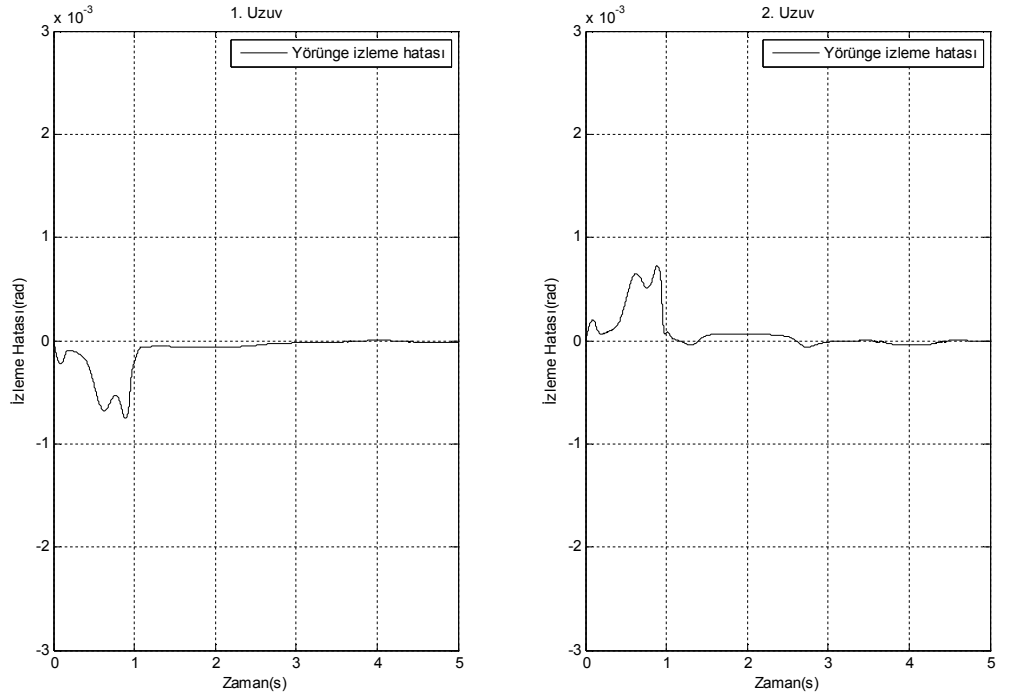 1. Uzuv
x 10⁻³
Yörünge izleme hatası
3
2
1
0
-1
-2
-3
İzleme Hatası(rad)
0 1 2 3 4 5
Zaman(s)
2. Uzuv
x 10⁻³
Yörünge izleme hatası
3
2
1
0
-1
-2
-3
İzleme Hatası(rad)
0 1 2 3 4 5
Zaman(s)